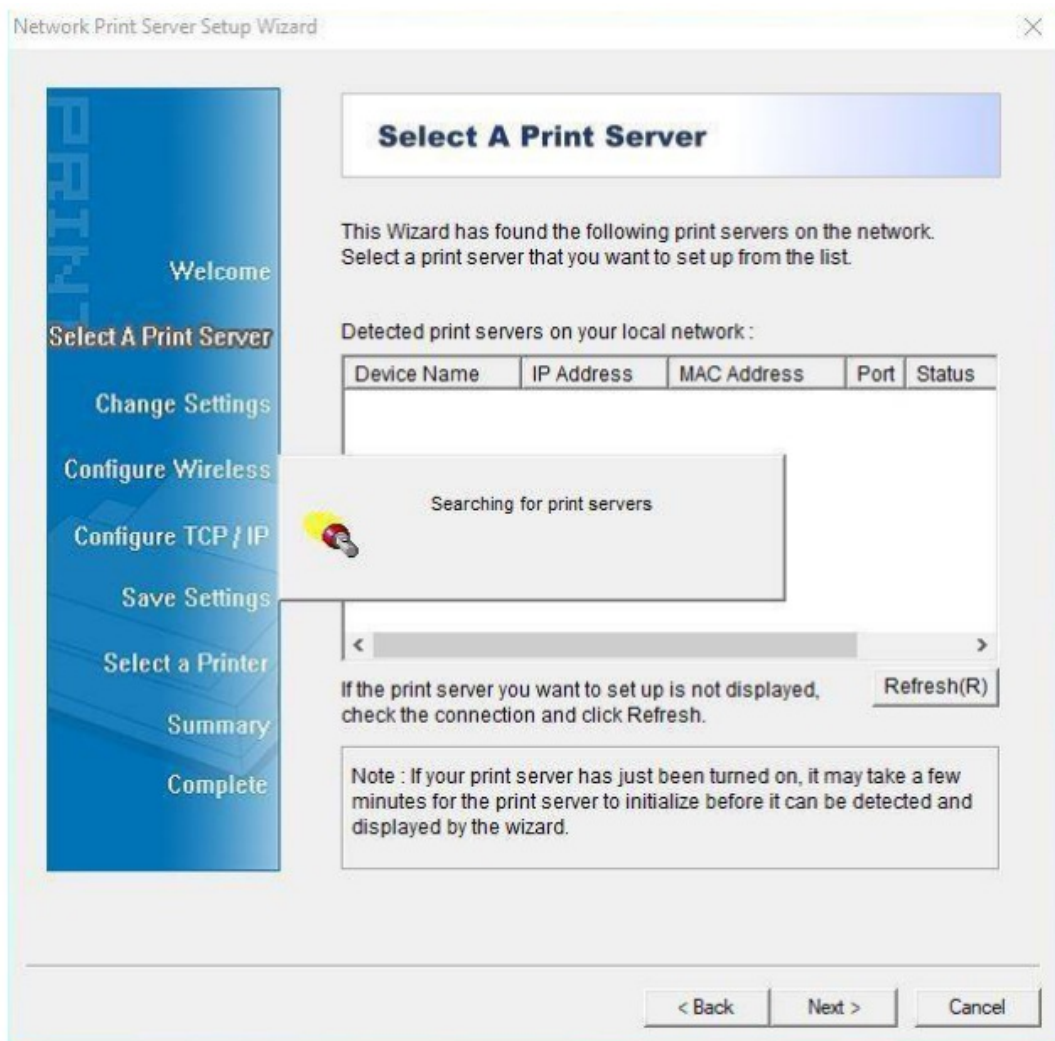 Network Print Server Setup Wizard
PRINT
Welcome
Select A Print Server
Change Settings
Configure Wireless
Configure TCP / IP
Save Settings
Select a Printer
Summary
Complete
Select A Print Server
This Wizard has found the following print servers on the network.
Select a print server that you want to set up from the list.
Detected print servers on your local network :
Device Name IP Address MAC Address Port Status
Searching for print servers
If the print server you want to set up is not displayed,
check the connection and click Refresh.
Refresh(R)
Note : If your print server has just been turned on, it may take a few
minutes for the print server to initialize before it can be detected and
displayed by the wizard.
< Back Next > Cancel